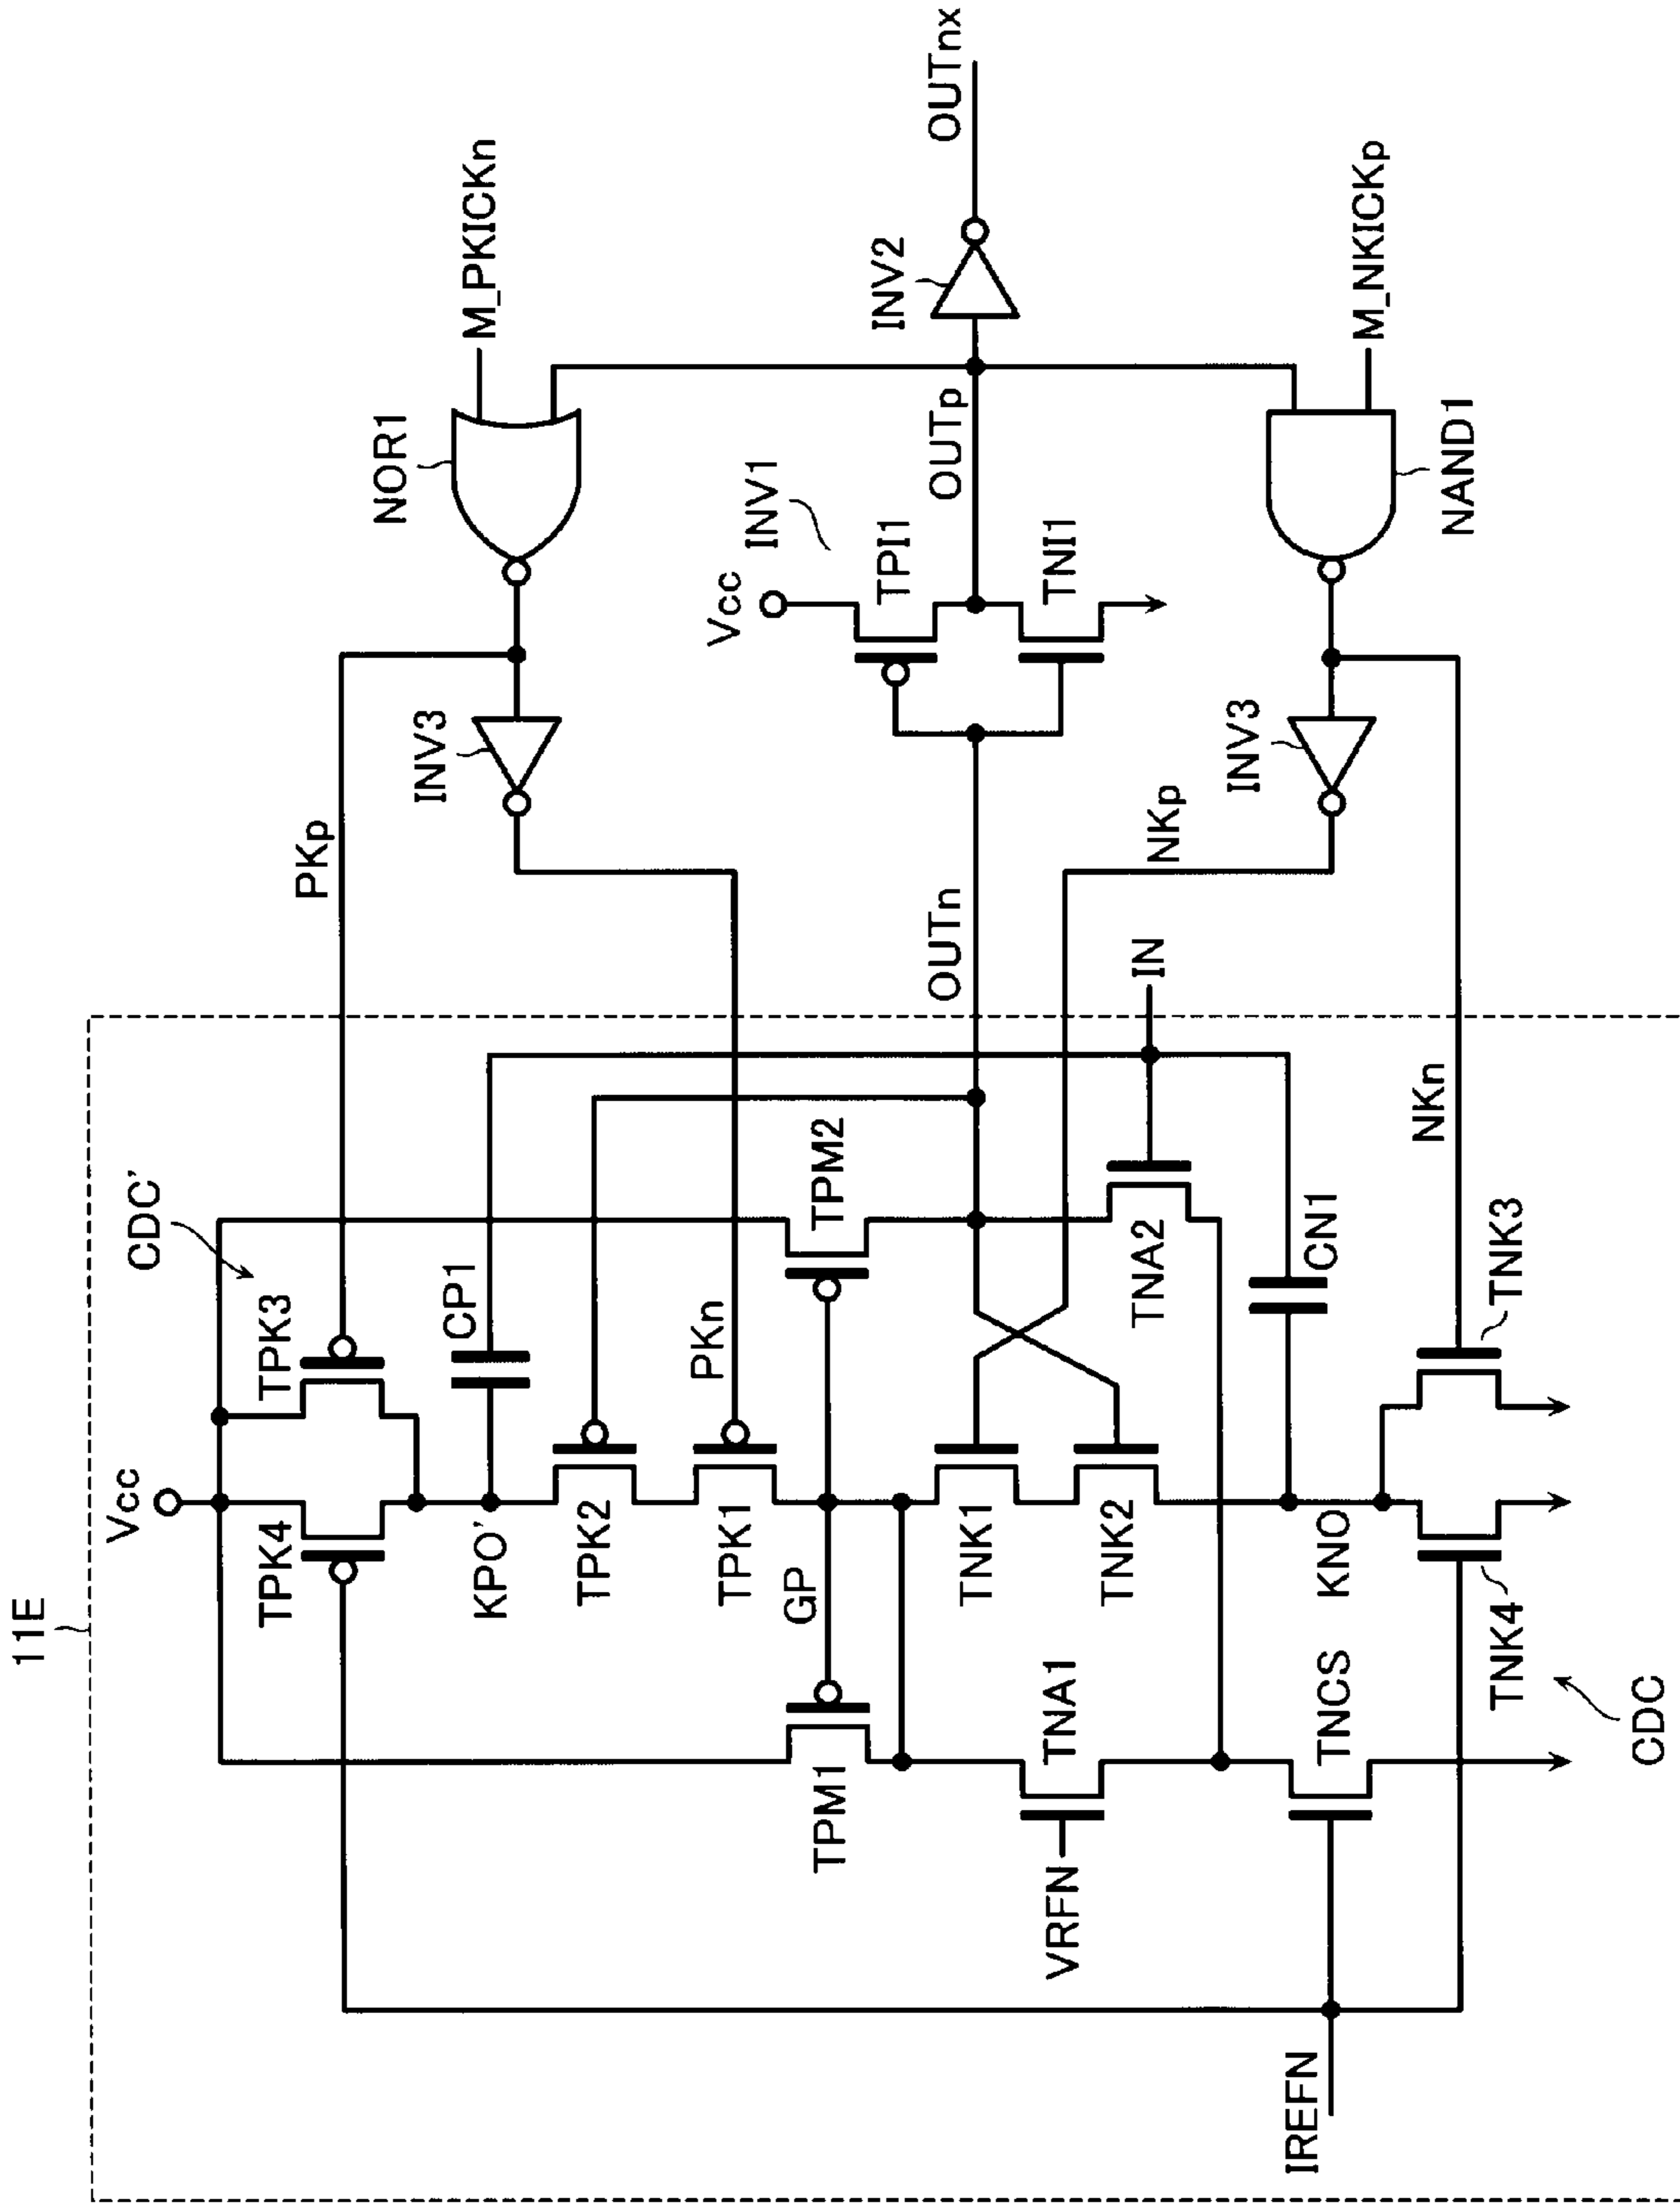 11E
Vcc
CDC'
TPK4
TPK3
PKp
NOR1
M_PKICKn
KPO'
CP1
INV3
TPK2
TPK1
PKn
GP
TPM1
TPM2
Vcc
INV1
TPI1
OUTn
OUTp
INV2
OUTnx
TNI1
TNK1
TNK2
TNA1
VRFN
TNA2
IN
NKp
INV3
NAND1
M_NKICKp
IREFN
TNCS
KNO
CN1
NKn
TNK4
TNK3
CDC